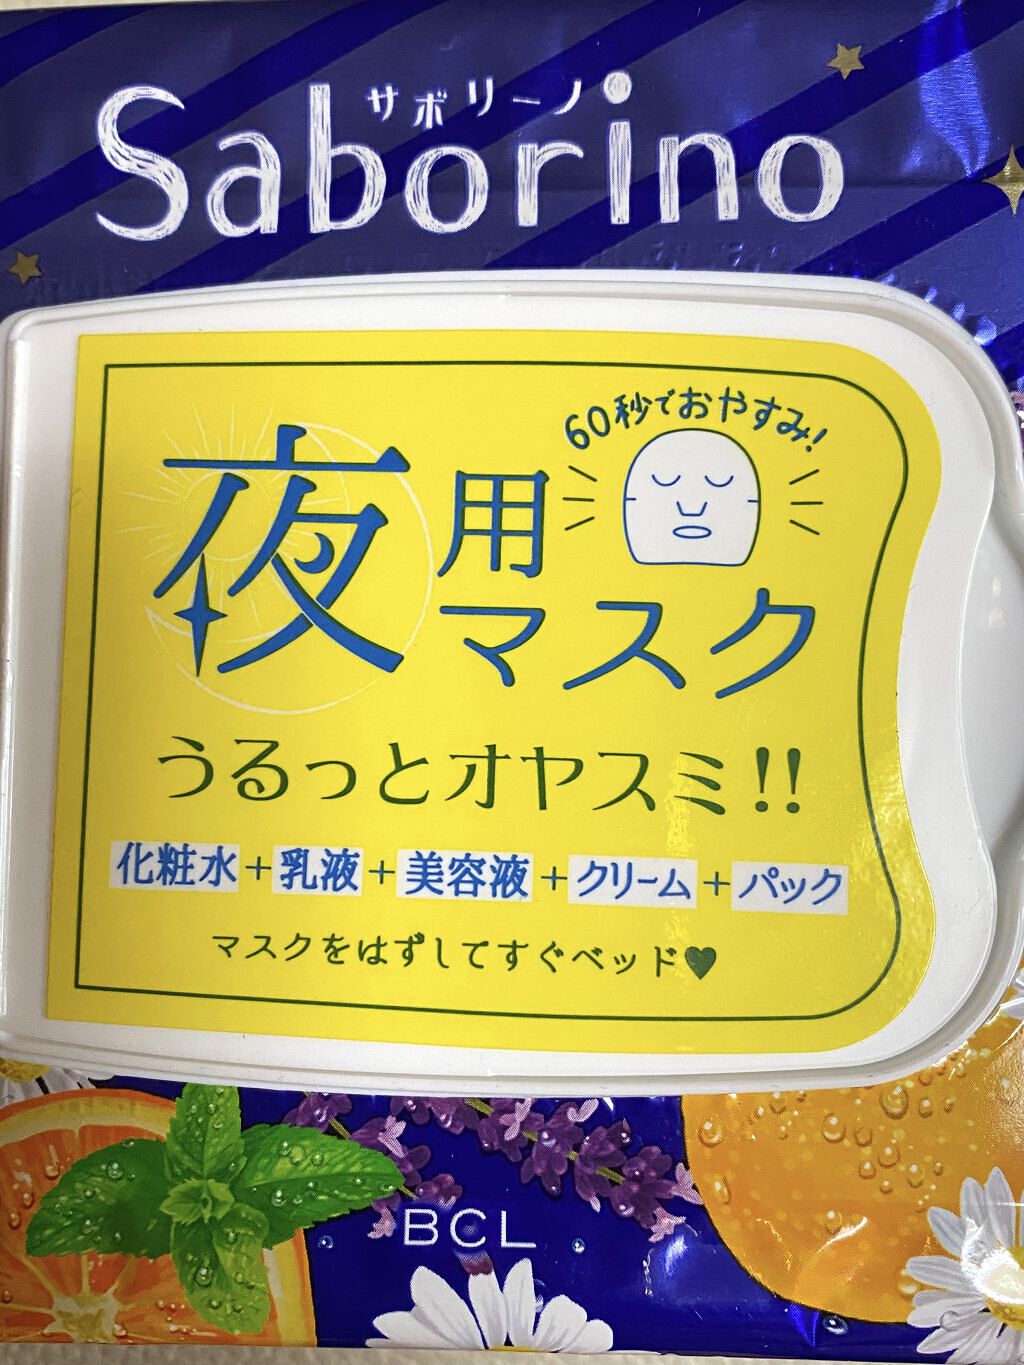 サボリーノ
Saborino
60秒でおやすみ!
夜用
マスク
うるっとオヤスミ!!
化粧水+乳液+美容液+クリーム+パック
マスクをはずしてすぐベッド♥
BCL